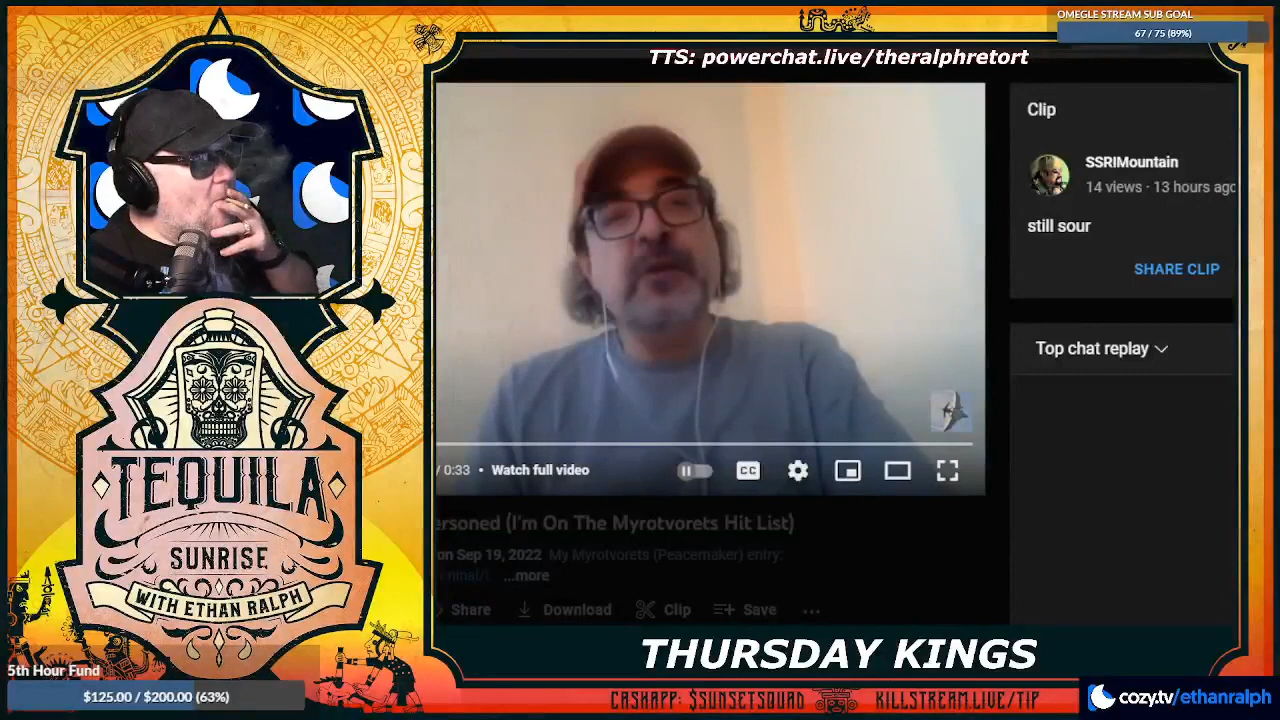 OMEGLE STREAM SUB GOAL
67 / 75 (89%)
TTS: powerchat.live/theralphretort
Clip
SSRIMountain
14 views · 13 hours ago
still sour
SHARE CLIP
Top chat replay
/ 0:33 • Watch full video
CC
ersoned (I'm On The Myrotvorets Hit List)
on Sep 19, 2022 My Myrotvorets (Peacemaker) entry:
...more
Share
Download
Clip
Save
...
TEQUILA
SUNRISE
WITH ETHAN RALPH
THURSDAY KINGS
5th Hour Fund
$125.00 / $200.00 (63%)
CASHAPP: $SUNSETSQUAD
KILLSTREAM.LIVE/TIP
cozy.tv/ethanralph